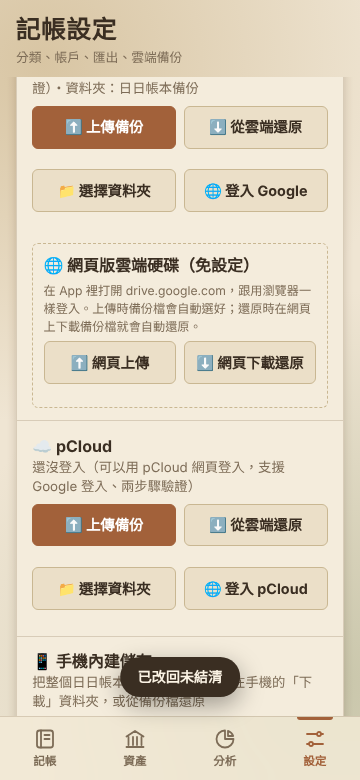 記帳設定
分類、帳戶、匯出、雲端備份
證）・資料夾：日日帳本備份
⬆️ 上傳備份
⬇️ 從雲端還原
📁 選擇資料夾
🌐 登入 Google
🌐 網頁版雲端硬碟（免設定）
在 App 裡打開 drive.google.com，跟用瀏覽器一
樣登入。上傳時備份檔會自動選好；還原時在網頁
上下載備份檔就會自動還原。
⬆️ 網頁上傳
⬇️ 網頁下載還原
☁️ pCloud
還沒登入（可以用 pCloud 網頁登入，支援
Google 登入、兩步驟驗證）
⬆️ 上傳備份
⬇️ 從雲端還原
📁 選擇資料夾
🌐 登入 pCloud
📱 手機內建儲存
把整個日日帳本
在手機的「下
載」資料夾，或從備份檔還原
已改回未結清
記帳
資產
分析
設定